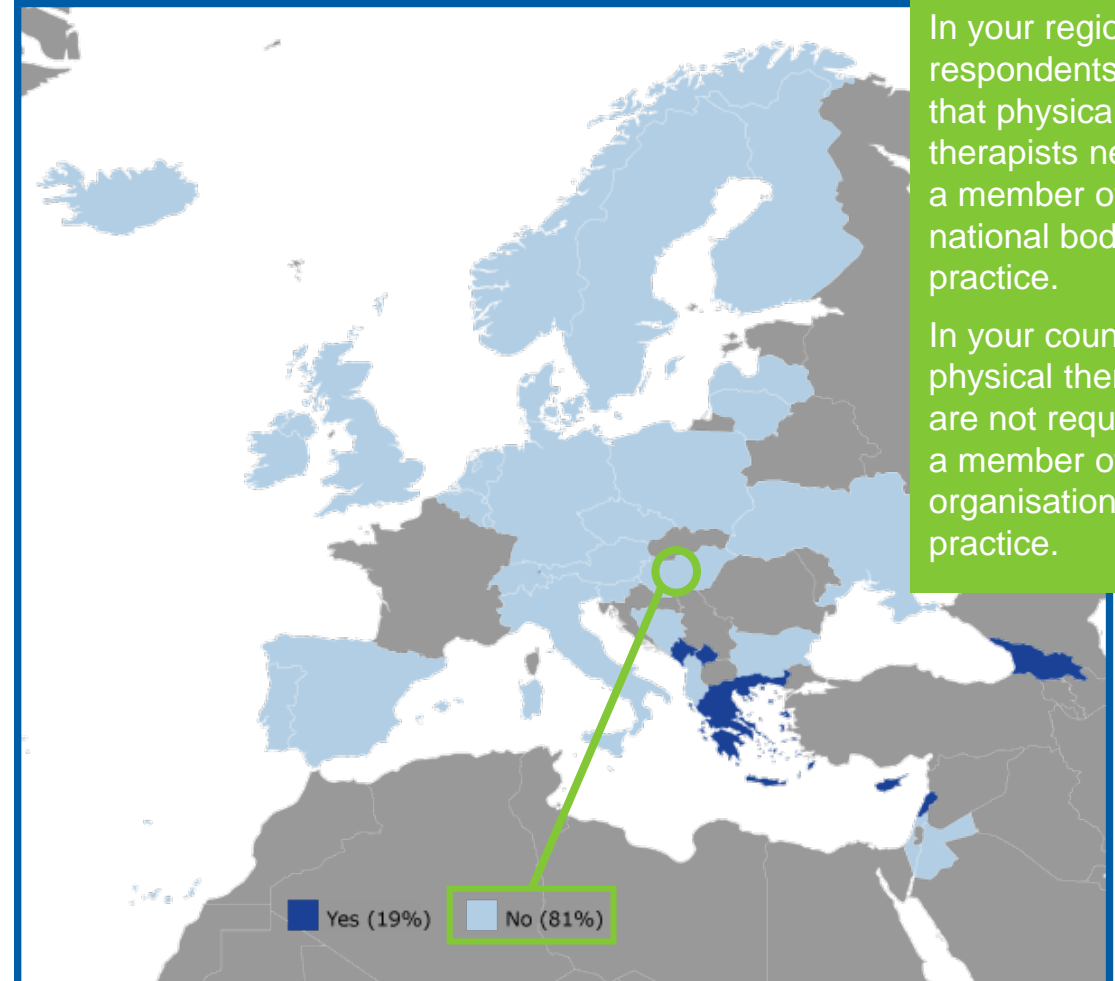 In your regio
respondents
that physica
therapists ne
a member o
national bod
practice.
In your coun
physical ther
are not requ
a member o
organisation
practice.
Yes (19%)
No (81%)